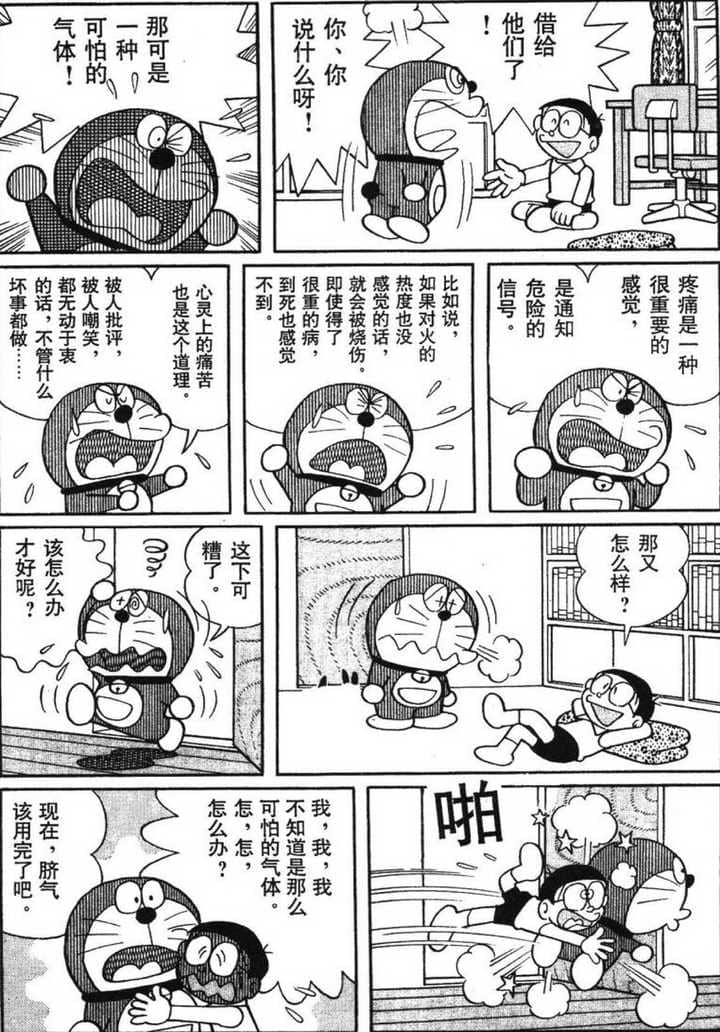 借给
他们了
！
你、你
说什么呀！
那可是
一种
可怕的
气体！
疼痛是一种
很重要的
感觉，
是通知
危险的
信号。
比如说，
如果对火的
热度也没
感觉的话，
就会被烧伤。
即使得了
很重的病，
到死也感觉
不到。
心灵上的痛苦
也是这个道理。
被人批评，
被人嘲笑，
都无动于衷
的话，不管什么
坏事都做……
那又
怎么样？
这下可
糟了。
该怎么办
才好呢？
啪
我，我，我
不知道是那么
可怕的气体。
怎，怎，
怎么办？
现在，脐气
该用完了吧。